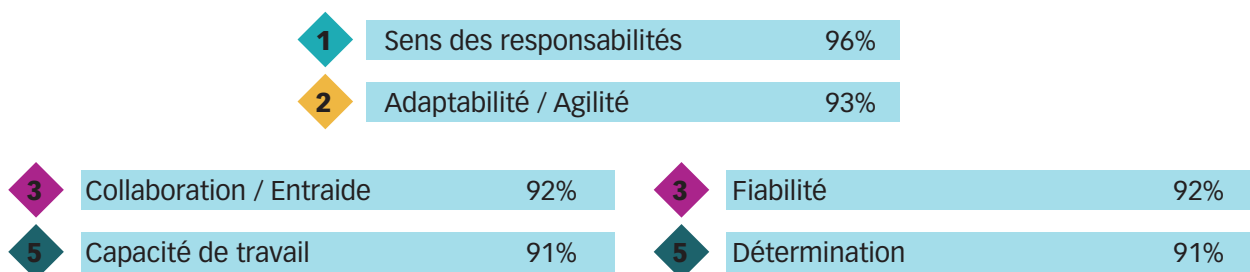 1 Sens des responsabilités 96%
2 Adaptabilité / Agilité 93%
3 Collaboration / Entraide 92%
3 Fiabilité 92%
5 Capacité de travail 91%
5 Détermination 91%